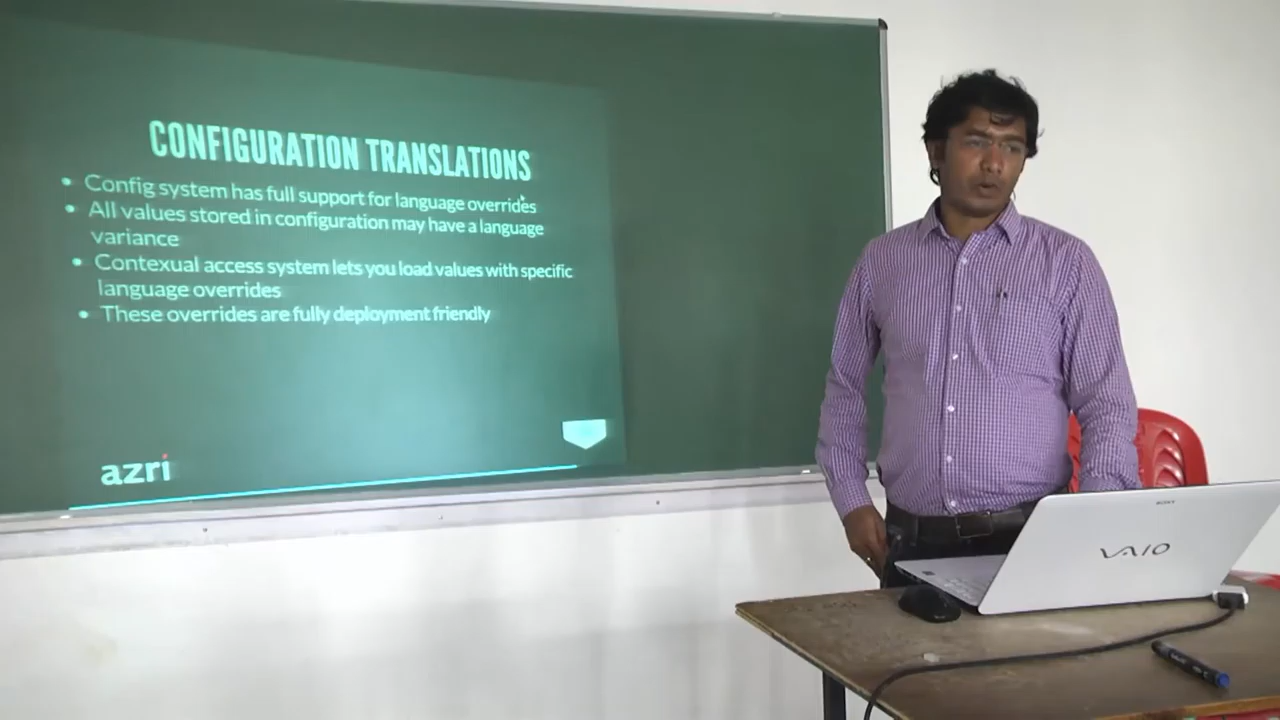 CONFIGURATION TRANSLATIONS
• Config system has full support for language overrides
• All values stored in configuration may have a language
variance
• Contexual access system lets you load values with specific
language overrides
• These overrides are fully deployment friendly
azri
SONY
VAIO